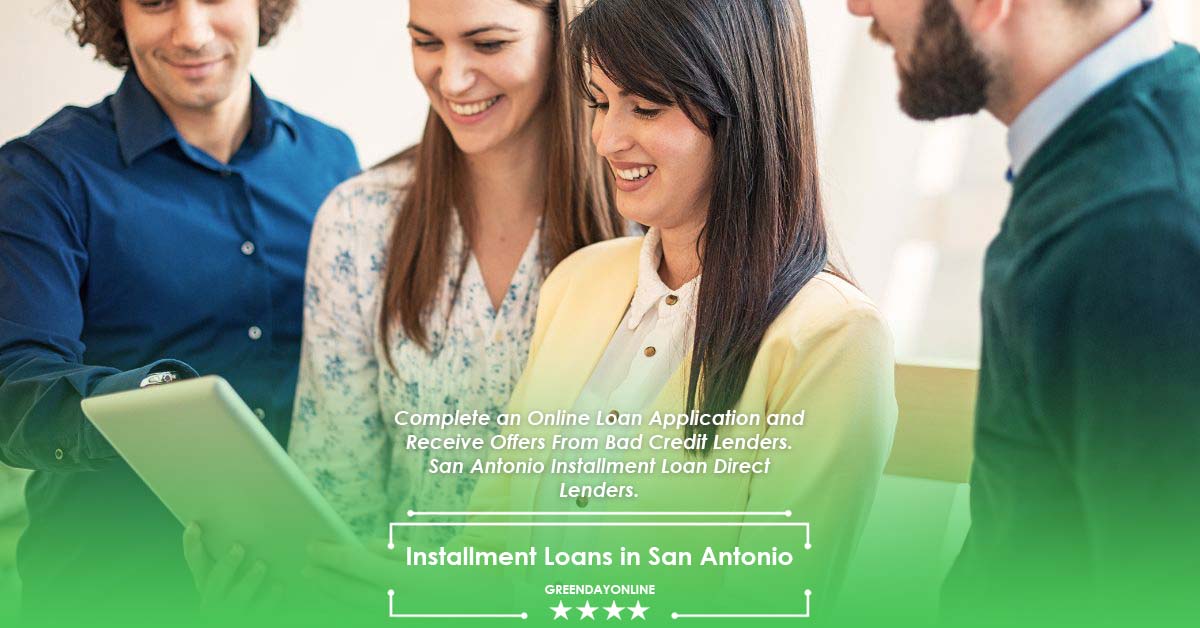 Complete an Online Loan Application and
Receive Offers From Bad Credit Lenders.
San Antonio Installment Loan Direct
Lenders.
Installment Loans in San Antonio
GREENDAYONLINE